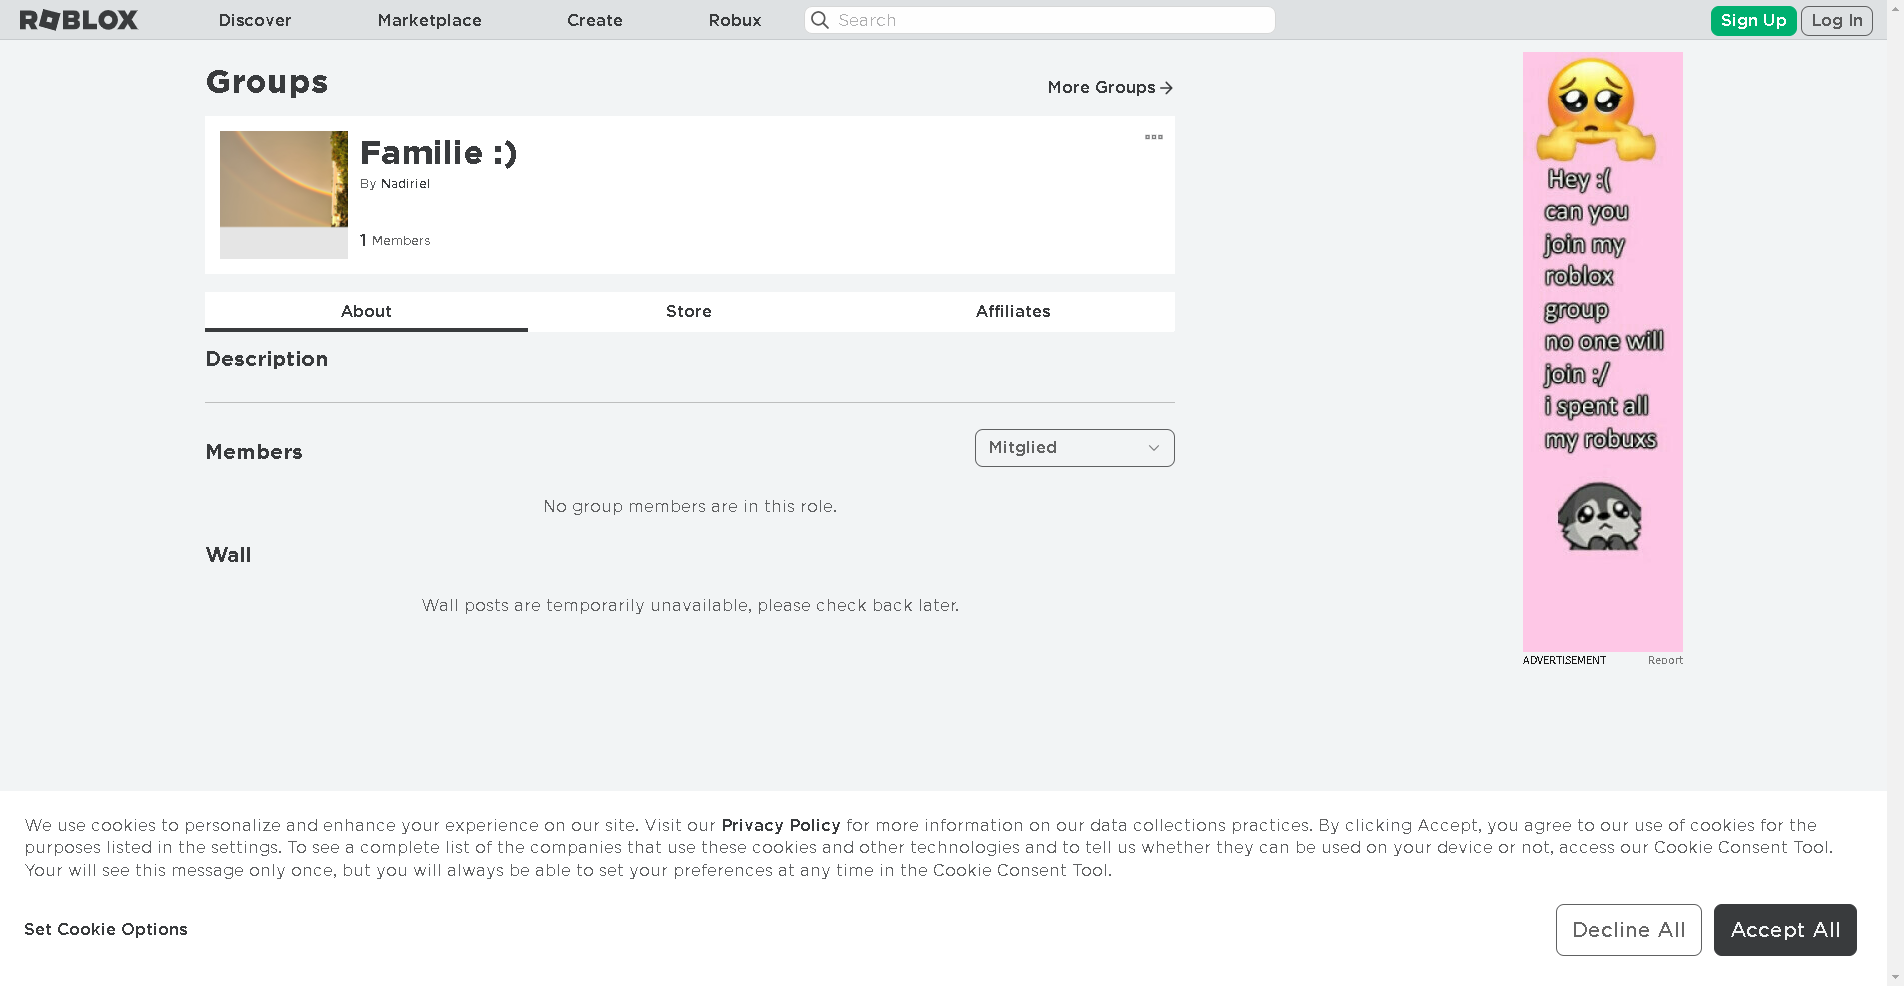 ROBLOX Discover Marketplace Create Robux Search Sign Up Log In
Groups
More Groups
Familie :)
By Nadiriel
1 Members
About Store Affiliates
Description
Members
Mitglied
No group members are in this role.
Wall
Wall posts are temporarily unavailable, please check back later.
Hey :(
can you
join my
roblox
group
no one will
join :/
i spent all
my robuxs
ADVERTISEMENT Report
We use cookies to personalize and enhance your experience on our site. Visit our Privacy Policy for more information on our data collections practices. By clicking Accept, you agree to our use of cookies for the
purposes listed in the settings. To see a complete list of the companies that use these cookies and other technologies and to tell us whether they can be used on your device or not, access our Cookie Consent Tool.
Your will see this message only once, but you will always be able to set your preferences at any time in the Cookie Consent Tool.
Set Cookie Options
Decline All
Accept All